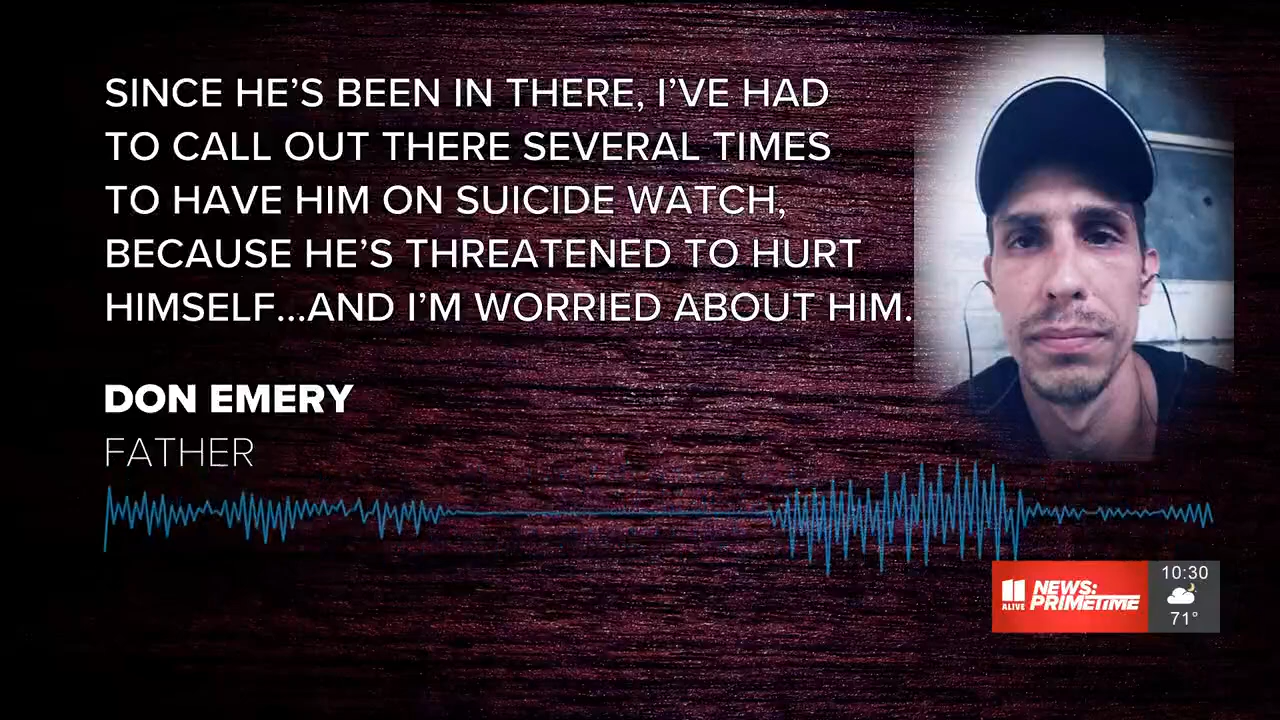 SINCE HE'S BEEN IN THERE, I'VE HAD
TO CALL OUT THERE SEVERAL TIMES
TO HAVE HIM ON SUICIDE WATCH,
BECAUSE HE'S THREATENED TO HURT
HIMSELF...AND I'M WORRIED ABOUT HIM.
DON EMERY
FATHER
11 ALIVE NEWS: PRIMETIME
10:30
71°